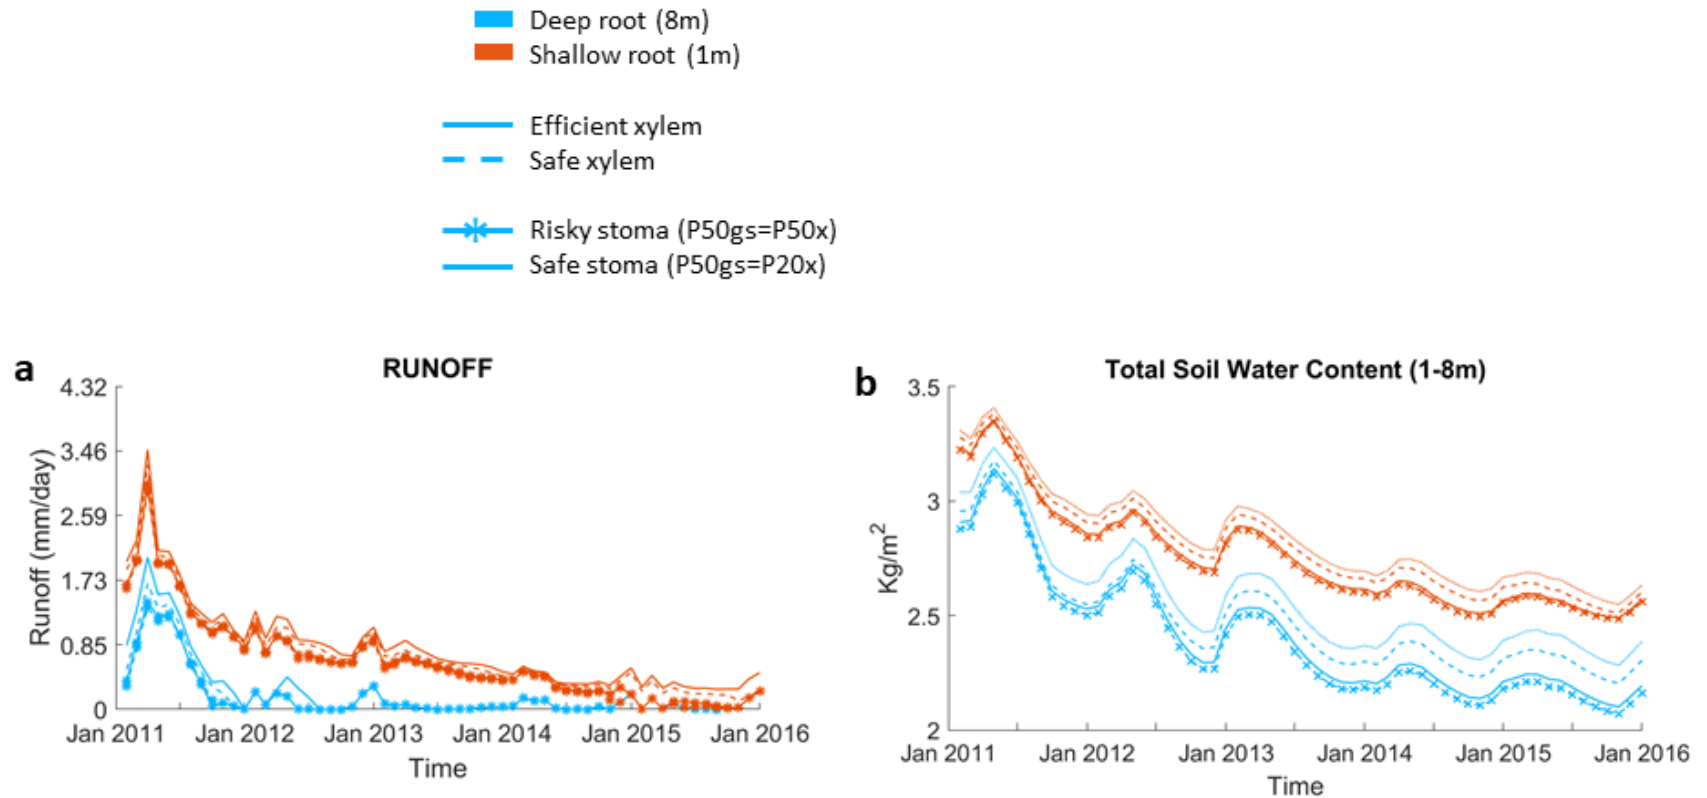 Deep root (8m)
Shallow root (1m)
Efficient xylem
Safe xylem
Risky stoma (P50gs=P50x)
Safe stoma (P50gs=P20x)
a
RUNOFF
4.32
3.46
2.59
1.73
0.85
0
Runoff (mm/day)
Jan 2011 Jan 2012 Jan 2013 Jan 2014 Jan 2015 Jan 2016
Time
b
Total Soil Water Content (1-8m)
3.5
3
2.5
2
Kg/m²
Jan 2011 Jan 2012 Jan 2013 Jan 2014 Jan 2015 Jan 2016
Time